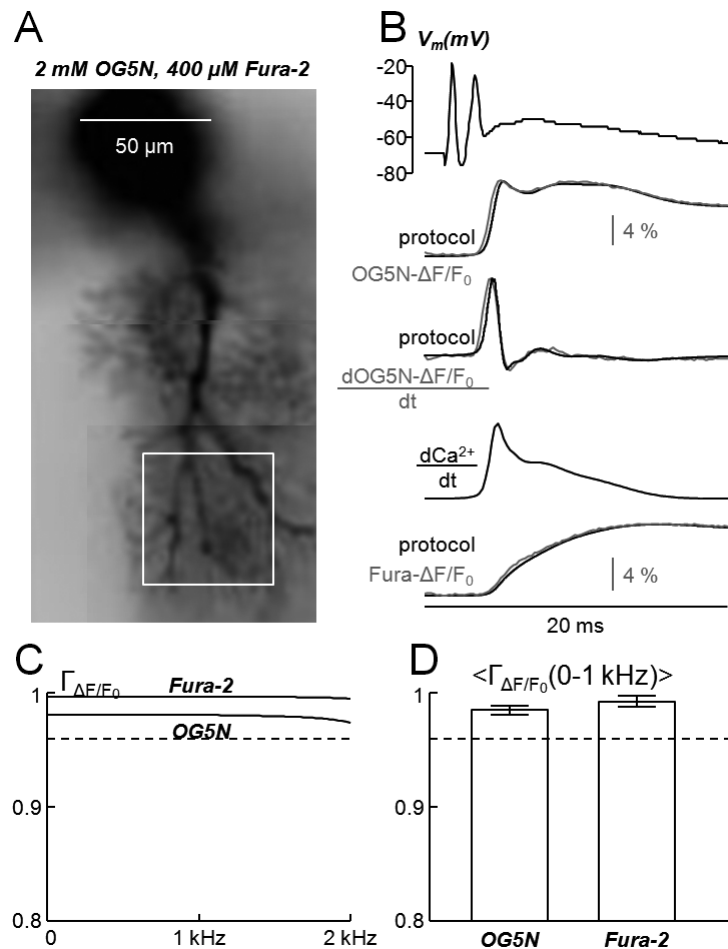 A
2 mM OG5N, 400 µM Fura-2
50 µm
B
Vm(mV)
-20
-40
-60
-80
protocol
4 %
OG5N-ΔF/F0
protocol
dOG5N-ΔF/F0
dt
dCa2+
dt
protocol
Fura-ΔF/F0
4 %
20 ms
C
ΓΔF/F0
Fura-2
OG5N
1
0.9
0.8
0
1 kHz
2 kHz
D
<ΓΔF/F0(0-1 kHz)>
1
0.9
0.8
OG5N
Fura-2